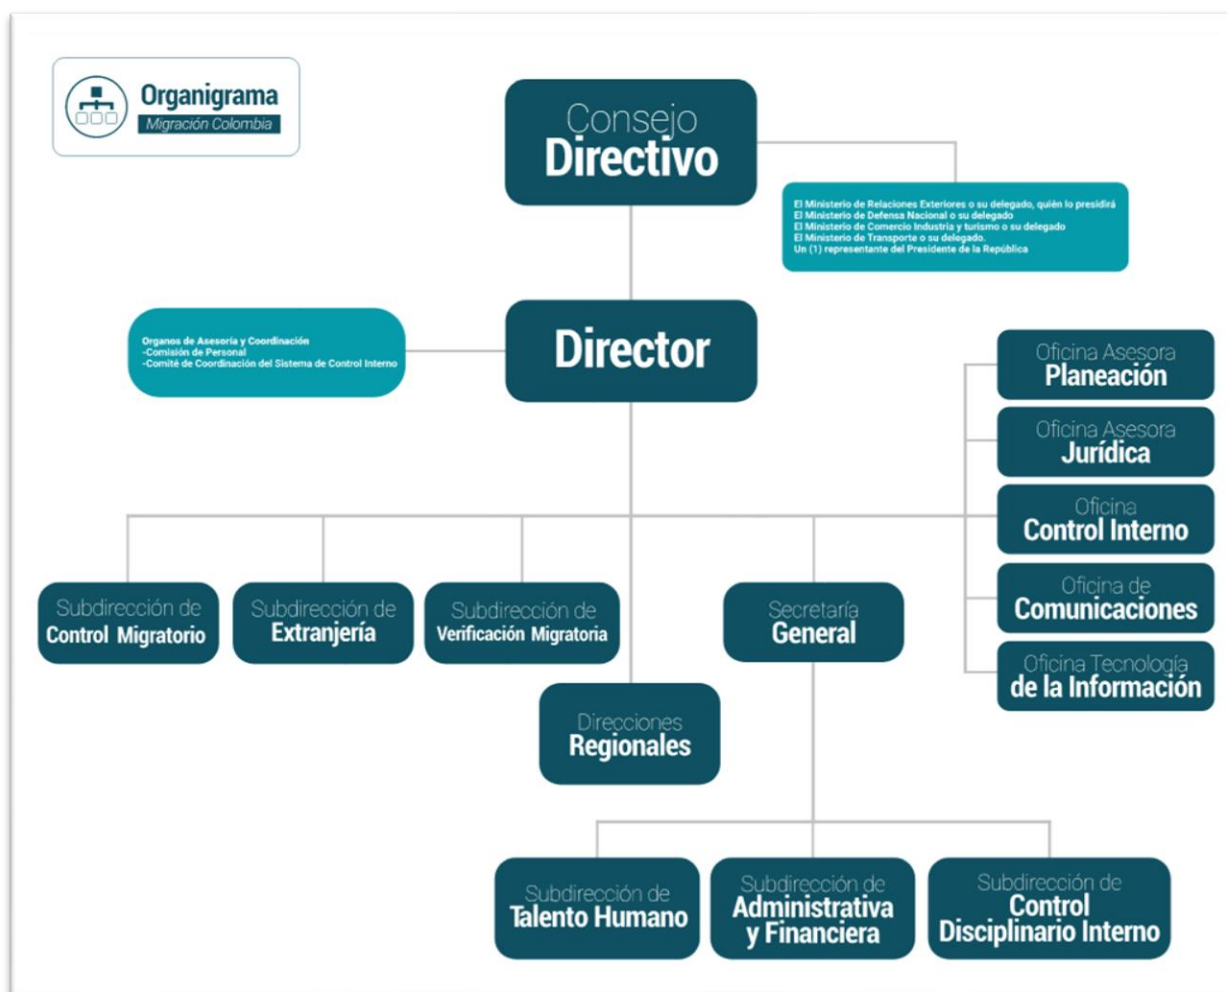 Organigrama
Migración Colombia
Consejo
Directivo
El Ministerio de Relaciones Exteriores o su delegado, quién lo presidirá
El Ministerio de Defensa Nacional o su delegado
El Ministerio de Comercio Industria y turismo o su delegado
El Ministerio de Transporte o su delegado.
Un (1) representante del Presidente de la República
Director
Organos de Asesoría y Coordinación
-Comisión de Personal
-Comité de Coordinación del Sistema de Control Interno
Oficina Asesora
Planeación
Oficina Asesora
Jurídica
Oficina
Control Interno
Oficina de
Comunicaciones
Oficina Tecnología
de la Información
Subdirección de
Control Migratorio
Subdirección de
Extranjería
Subdirección de
Verificación Migratoria
Secretaría
General
Direcciones
Regionales
Subdirección de
Talento Humano
Subdirección de
Administrativa
y Financiera
Subdirección de
Control
Disciplinario Interno